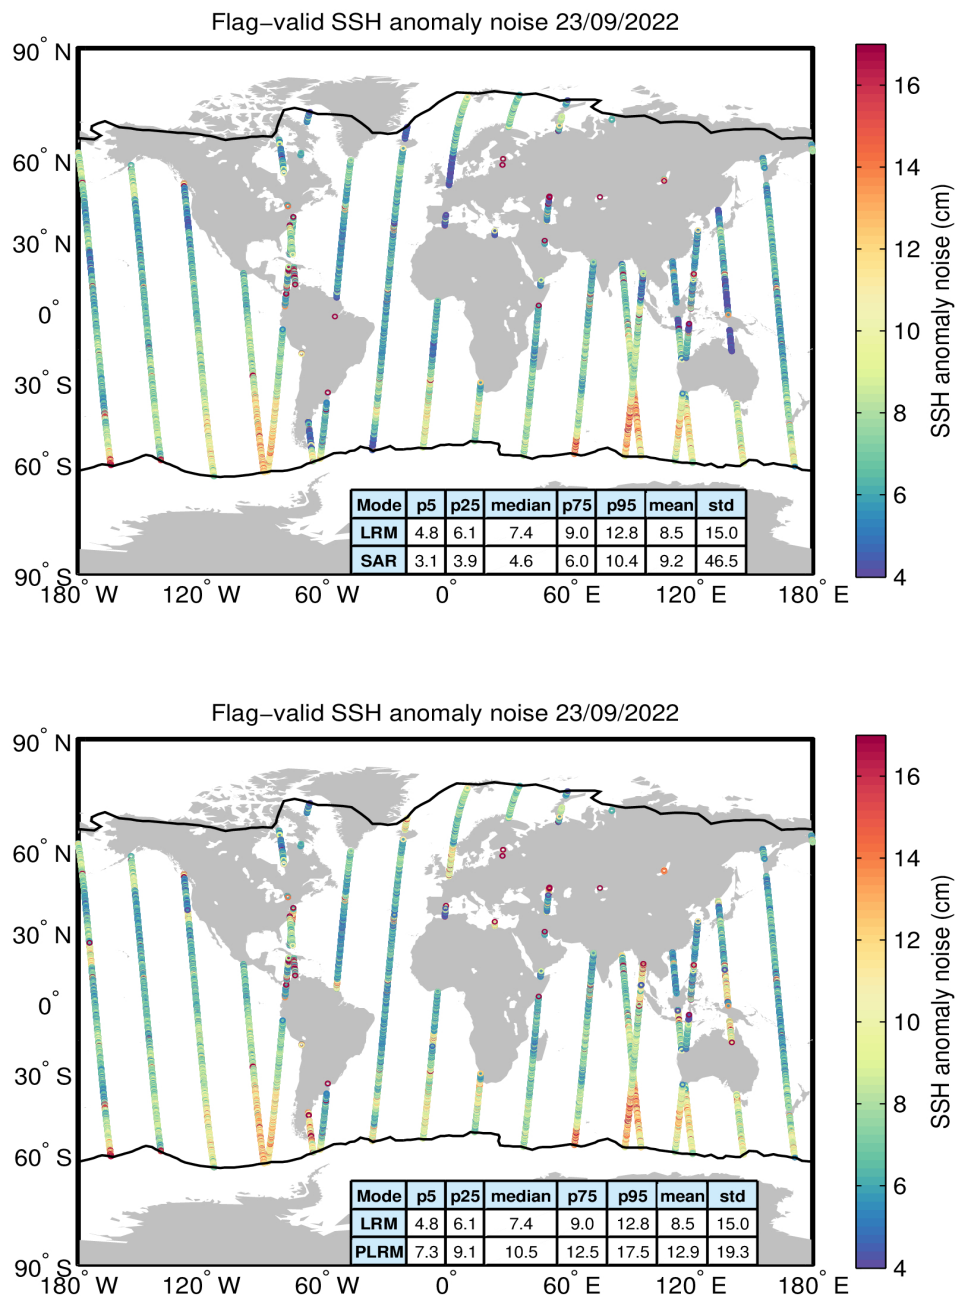 Flag−valid SSH anomaly noise 23/09/2022
90° N
60° N
30° N
0°
30° S
60° S
90° S
180° W 120° W 60° W 0° 60° E 120° E 180° E
Mode p5 p25 median p75 p95 mean std
LRM 4.8 6.1 7.4 9.0 12.8 8.5 15.0
SAR 3.1 3.9 4.6 6.0 10.4 9.2 46.5
16
14
12
10
8
6
4
SSH anomaly noise (cm)
Flag−valid SSH anomaly noise 23/09/2022
90° N
60° N
30° N
0°
30° S
60° S
90° S
180° W 120° W 60° W 0° 60° E 120° E 180° E
Mode p5 p25 median p75 p95 mean std
LRM 4.8 6.1 7.4 9.0 12.8 8.5 15.0
PLRM 7.3 9.1 10.5 12.5 17.5 12.9 19.3
16
14
12
10
8
6
4
SSH anomaly noise (cm)